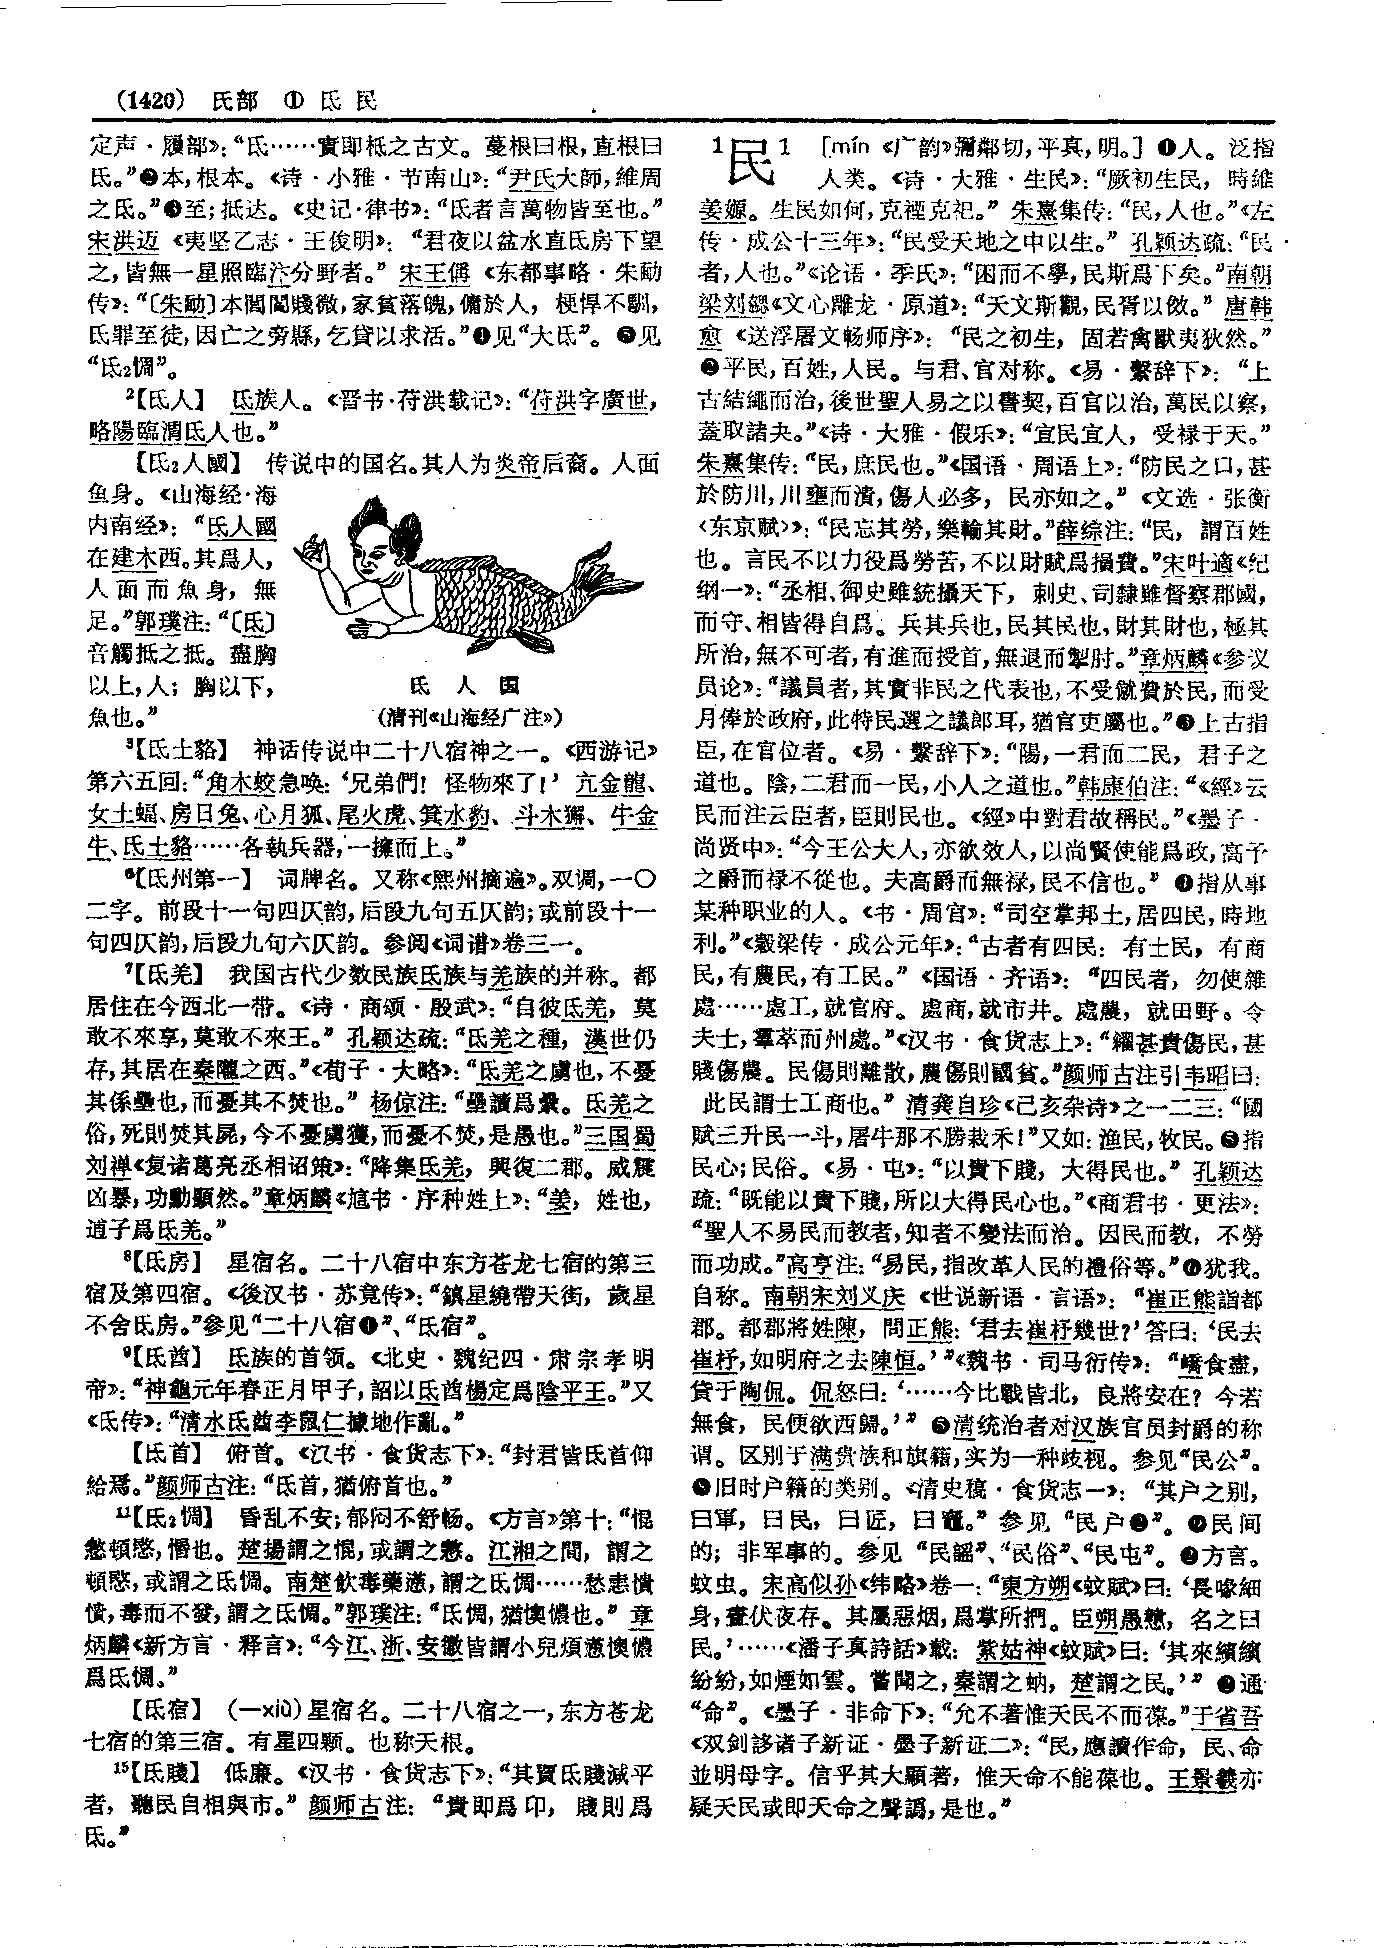 (1420) 氏部 ① 氐 民
定声·履部》：“氐……實即柢之古文。蔓根曰根，直根曰
氐。”❷本，根本。《诗·小雅·节南山》：“尹氏大師，維周
之氐。”❸至；抵达。《史记·律书》：“氐者言萬物皆至也。”
宋洪迈《夷坚乙志·王俊明》：“君夜以盆水直氐房下望
之，皆無一星照臨汴分野者。”宋王偁《东都事略·朱勔
传》：“〔朱勔〕本閭閻賤微，家貧落魄，傭於人，梗悍不馴，
氐罪至徒，因亡之旁縣，乞貸以求活。”❹见“大氐”。❺见
“氐₂惆”。
²【氐人】 氐族人。《晋书·苻洪载记》：“苻洪字廣世，
略陽臨渭氐人也。”
【氐₂人國】 传说中的国名。其人为炎帝后裔。人面
鱼身。《山海经·海
内南经》：“氐人國
在建木西。其爲人，
人面而魚身，無
足。”郭璞注：“〔氐〕
音觸抵之抵。盡胸
以上，人；胸以下，
魚也。”
氐人国
（清刊《山海经广注》）
³【氐土貉】 神话传说中二十八宿神之一。《西游记》
第六五回：“角木蛟急唤：‘兄弟們！怪物來了！’亢金龍、
女土蝠、房日兔、心月狐、尾火虎、箕水豹、斗木獬、牛金
牛、氐土貉……各執兵器，一擁而上。”
⁶【氐州第一】 词牌名。又称《熙州摘遍》。双调，一〇
二字。前段十一句四仄韵，后段九句五仄韵；或前段十一
句四仄韵，后段九句六仄韵。参阅《词谱》卷三一。
⁷【氐羌】 我国古代少数民族氐族与羌族的并称。都
居住在今西北一带。《诗·商颂·殷武》：“自彼氐羌，莫
敢不來享，莫敢不來王。”孔颖达疏：“氐羌之種，漢世仍
存，其居在秦隴之西。”《荀子·大略》：“氐羌之虜也，不憂
其係壘也，而憂其不焚也。”杨倞注：“壘讀爲纍。氐羌之
俗，死則焚其屍，今不憂虜獲，而憂不焚，是愚也。”三国蜀
刘禅《复诸葛亮丞相诏策》：“降集氐羌，興復二郡。威震
凶暴，功勳顯然。”章炳麟《訄书·序种姓上》：“姜，姓也，
逋子爲氐羌。”
⁸【氐房】 星宿名。二十八宿中东方苍龙七宿的第三
宿及第四宿。《後汉书·苏竟传》：“鎮星繞帶天街，歲星
不舍氐房。”参见“二十八宿❶”、“氐宿”。
⁹【氐酋】 氐族的首领。《北史·魏纪四·肃宗孝明
帝》：“神龜元年春正月甲子，詔以氐酋楊定爲陰平王。”又
《氐传》：“清水氐酋李鼠仁據地作亂。”
【氐首】 俯首。《汉书·食货志下》：“封君皆氐首仰
給焉。”颜师古注：“氐首，猶俯首也。”
¹¹【氐₂惆】 昏乱不安；郁闷不舒畅。《方言》第十：“惃
憋頓愍，惛也。楚揚謂之惃，或謂之憋。江湘之間，謂之
頓愍，或謂之氐惆。南楚飲毒藥懣，謂之氐惆……愁恚憒
憒，毒而不發，謂之氐惆。”郭璞注：“氐惆，猶懊憹也。”章
炳麟《新方言·释言》：“今江、浙、安徽皆謂小兒煩懣懊憹
爲氐惆。”
【氐宿】 （—xiù）星宿名。二十八宿之一，东方苍龙
七宿的第三宿。有星四颗。也称天根。
¹⁵【氐賤】 低廉。《汉书·食货志下》：“其賈氐賤減平
者，聽民自相與市。”颜师古注：“貴即爲卬，賤則爲
氐。”
¹民1 ［mín《广韵》彌鄰切，平真，明。］❶人。泛指
人类。《诗·大雅·生民》：“厥初生民，時維
姜嫄。生民如何，克禋克祀。”朱熹集传：“民，人也。”《左
传·成公十三年》：“民受天地之中以生。”孔颖达疏：“民
者，人也。”《论语·季氏》：“困而不學，民斯爲下矣。”南朝
梁刘勰《文心雕龙·原道》：“天文斯觀，民胥以傚。”唐韩
愈《送浮屠文畅师序》：“民之初生，固若禽獸夷狄然。”
❷平民，百姓，人民。与君、官对称。《易·繫辞下》：“上
古結繩而治，後世聖人易之以書契，百官以治，萬民以察，
蓋取諸夬。”《诗·大雅·假乐》：“宜民宜人，受禄于天。”
朱熹集传：“民，庶民也。”《国语·周语上》：“防民之口，甚
於防川，川壅而潰，傷人必多，民亦如之。”《文选·张衡
〈东京赋〉》：“民忘其勞，樂輸其財。”薛综注：“民，謂百姓
也。言民不以力役爲勞苦，不以財賦爲損費。”宋叶適《纪
纲一》：“丞相、御史雖統攝天下，刺史、司隸雖督察郡國，
而守、相皆得自爲。兵其兵也，民其民也，財其財也，極其
所治，無不可者，有進而授首，無退而掣肘。”章炳麟《参议
员论》：“議員者，其實非民之代表也，不受僦費於民，而受
月俸於政府，此特民選之議郎耳，猶官吏屬也。”❸上古指
臣，在官位者。《易·繫辞下》：“陽，一君而二民，君子之
道也。陰，二君而一民，小人之道也。”韩康伯注：“《經》云
民而注云臣者，臣則民也。《經》中對君故稱民。”《墨子·
尚贤中》：“今王公大人，亦欲效人，以尚賢使能爲政，高予
之爵而禄不從也。夫高爵而無禄，民不信也。”❹指从事
某种职业的人。《书·周官》：“司空掌邦土，居四民，時地
利。”《穀梁传·成公元年》：“古者有四民：有士民，有商
民，有農民，有工民。”《国语·齐语》：“四民者，勿使雜
處……處工，就官府。處商，就市井。處農，就田野。令
夫士，羣萃而州處。”《汉书·食货志上》：“糴甚貴傷民，甚
賤傷農。民傷則離散，農傷則國貧。”颜师古注引韦昭曰：
此民謂士工商也。”清龚自珍《己亥杂诗》之一二三：“國
賦三升民一斗，屠牛那不勝栽禾！”又如：渔民，牧民。❺指
民心；民俗。《易·屯》：“以貴下賤，大得民也。”孔颖达
疏：“既能以貴下賤，所以大得民心也。”《商君书·更法》：
“聖人不易民而教者，知者不變法而治。因民而教，不勞
而功成。”高亨注：“易民，指改革人民的禮俗等。”❻犹我。
自称。南朝宋刘义庆《世说新语·言语》：“崔正熊詣都
郡。都郡將姓陳，問正熊：‘君去崔杼幾世？’答曰：‘民去
崔杼，如明府之去陳恒。’”《魏书·司马衍传》：“嶠食盡，
貸于陶侃。侃怒曰：‘……今比戰皆北，良將安在？今若
無食，民便欲西歸。’”❼清统治者对汉族官员封爵的称
谓。区别于满贵族和旗籍，实为一种歧视。参见“民公”。
❽旧时户籍的类别。《清史稿·食货志一》：“其户之别，
曰軍，曰民，曰匠，曰竈。”参见“民户❷”。❾民间
的；非军事的。参见“民謡”、“民俗”、“民屯”。❿方言。
蚊虫。宋高似孙《纬略》卷一：“東方朔《蚊賦》曰：‘長喙細
身，晝伏夜存。其屬惡烟，爲掌所捫。臣朔愚戇，名之曰
民。’……《潘子真詩話》載：紫姑神《蚊賦》曰：‘其來繽繽
紛紛，如煙如雲。嘗聞之，秦謂之蚋，楚謂之民。’”⓫通
“命”。《墨子·非命下》：“允不著惟天民不而葆。”于省吾
《双剑誃诸子新证·墨子新证二》：“民，應讀作命，民、命
並明母字。信乎其大顯著，惟天命不能葆也。王景羲亦
疑天民或即天命之聲譌，是也。”